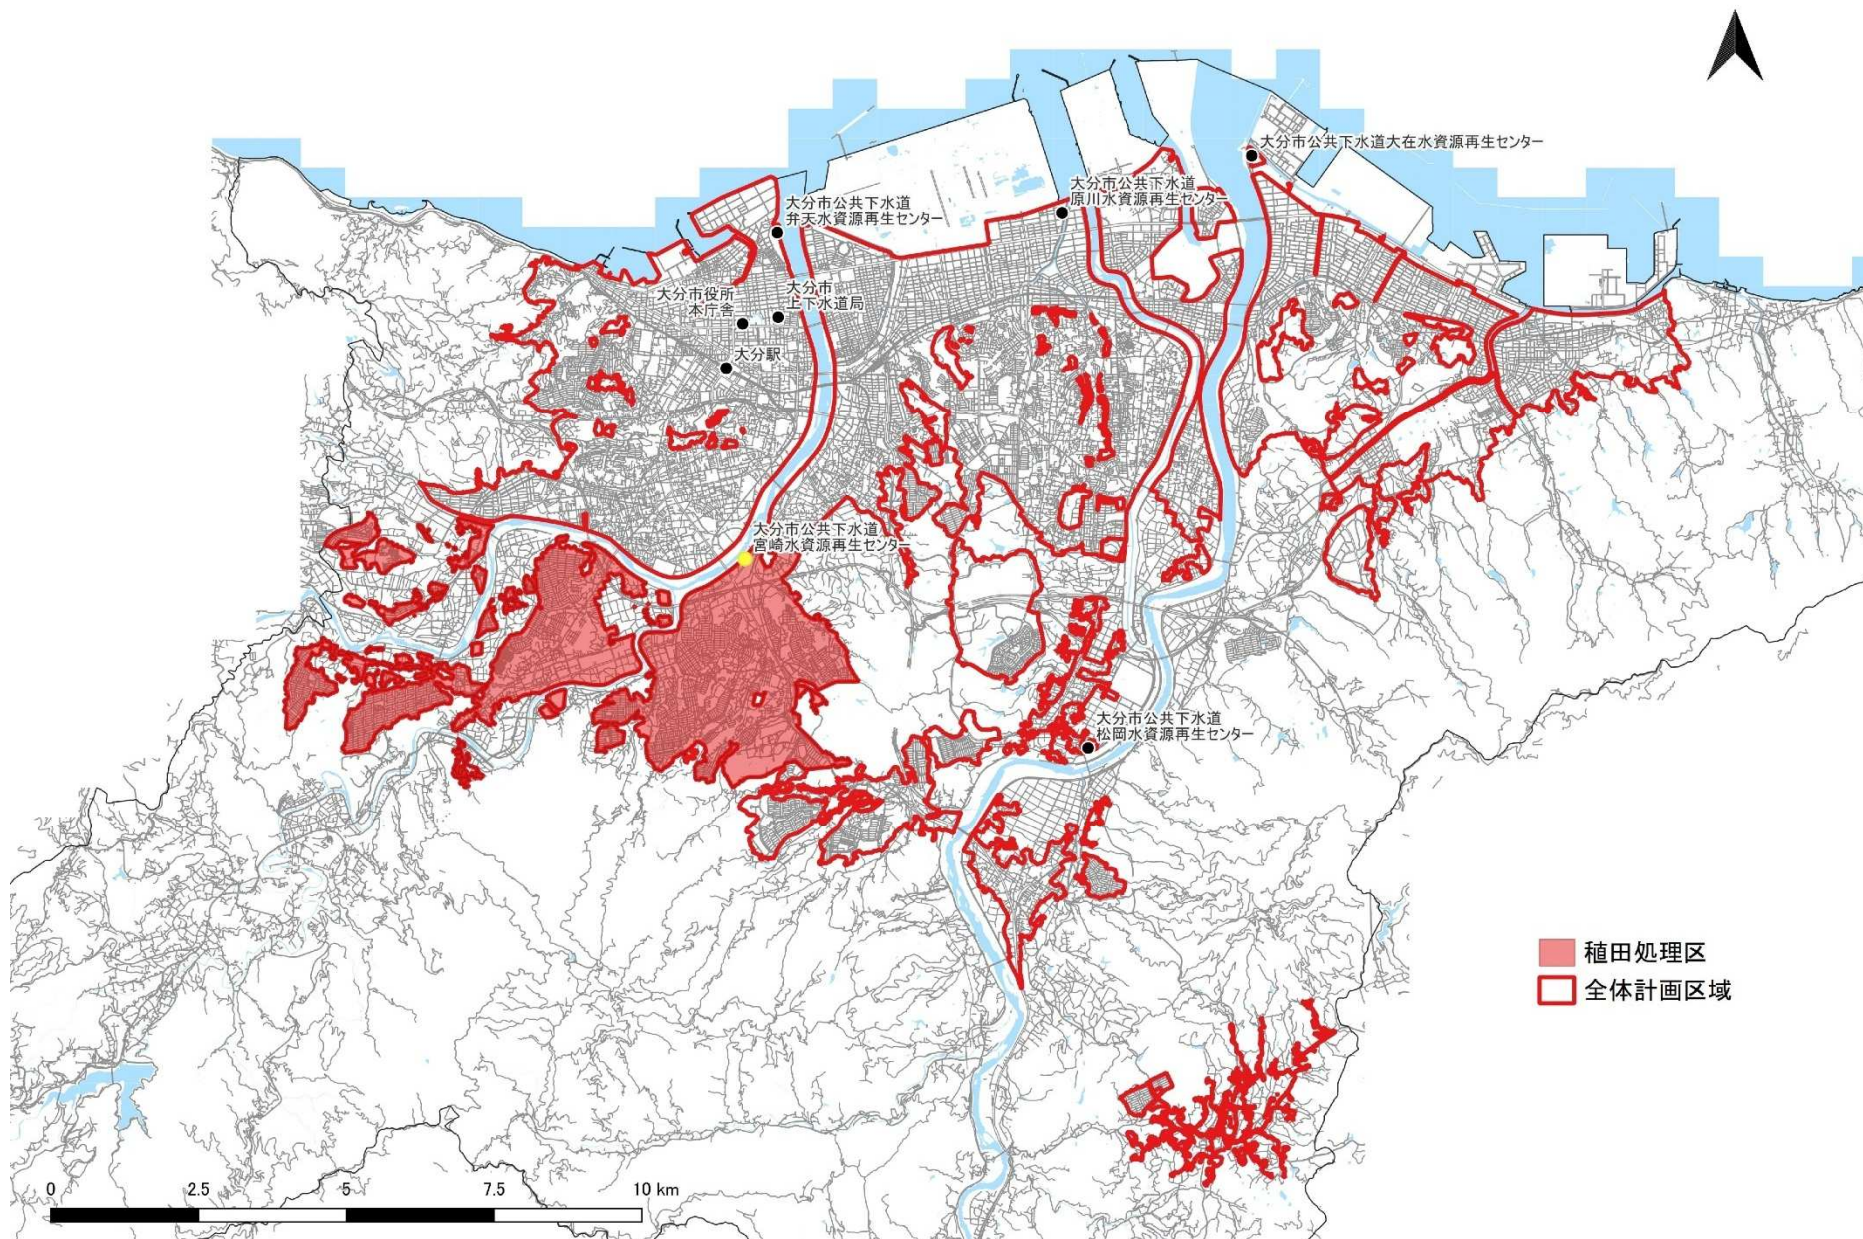 大分市公共下水道大在水資源再生センター
大分市公共下水道
原川水資源再生センター
大分市公共下水道
弁天水資源再生センター
大分市役所
本庁舎
大分市
上下水道局
大分駅
大分市公共下水道
宮崎水資源再生センター
大分市公共下水道
松岡水資源再生センター
稙田処理区
全体計画区域
0 2.5 5 7.5 10 km